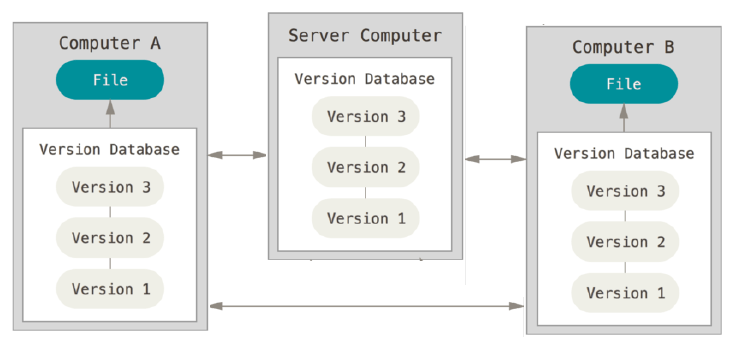 Computer A
File
Version Database
Version 3
Version 2
Version 1
Server Computer
Version Database
Version 3
Version 2
Version 1
Computer B
File
Version Database
Version 3
Version 2
Version 1